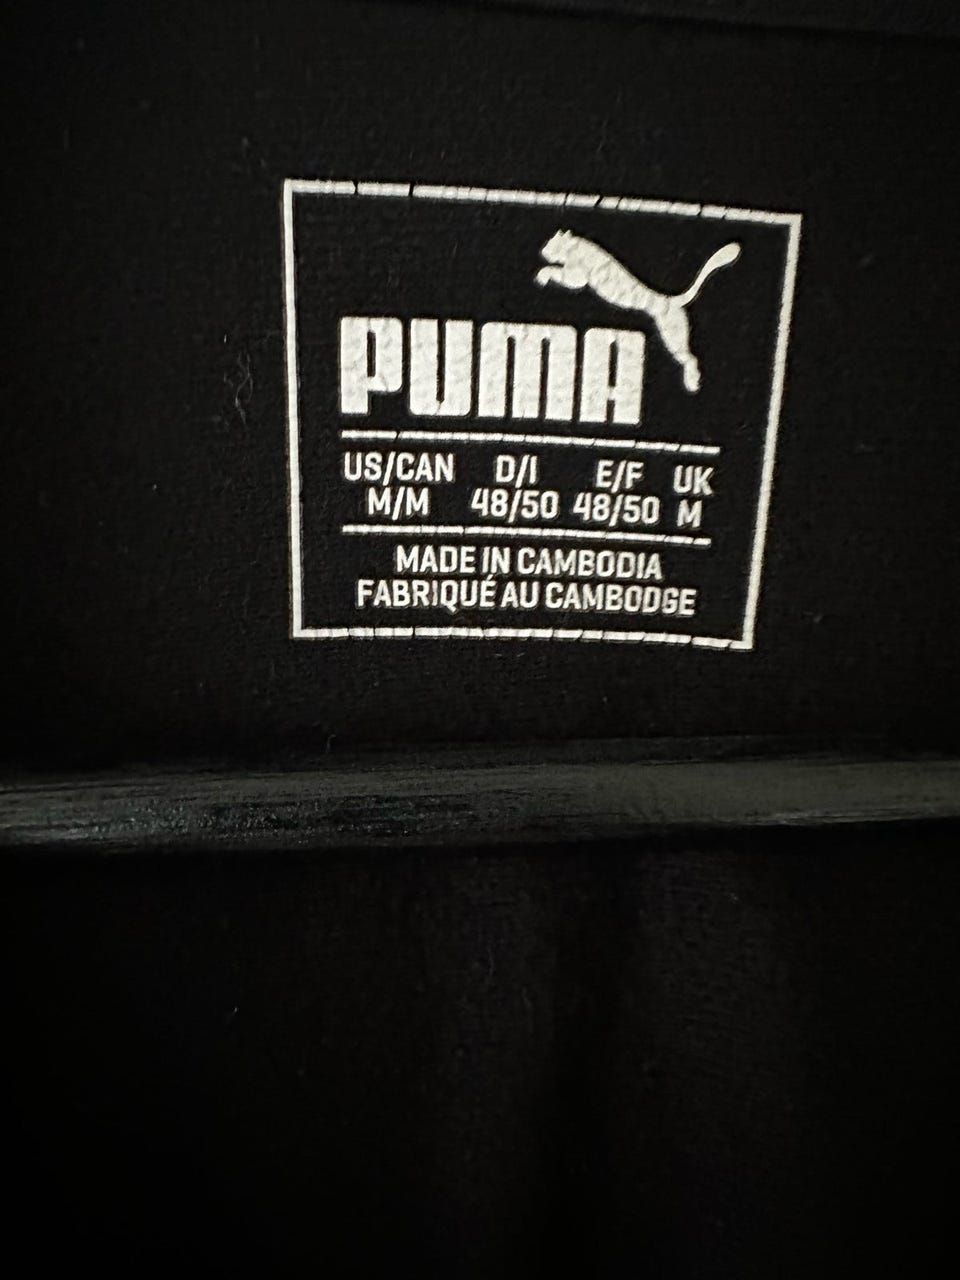 PUMA
US/CAN D/I E/F UK
M/M 48/50 48/50 M
MADE IN CAMBODIA
FABRIQUÉ AU CAMBODGE